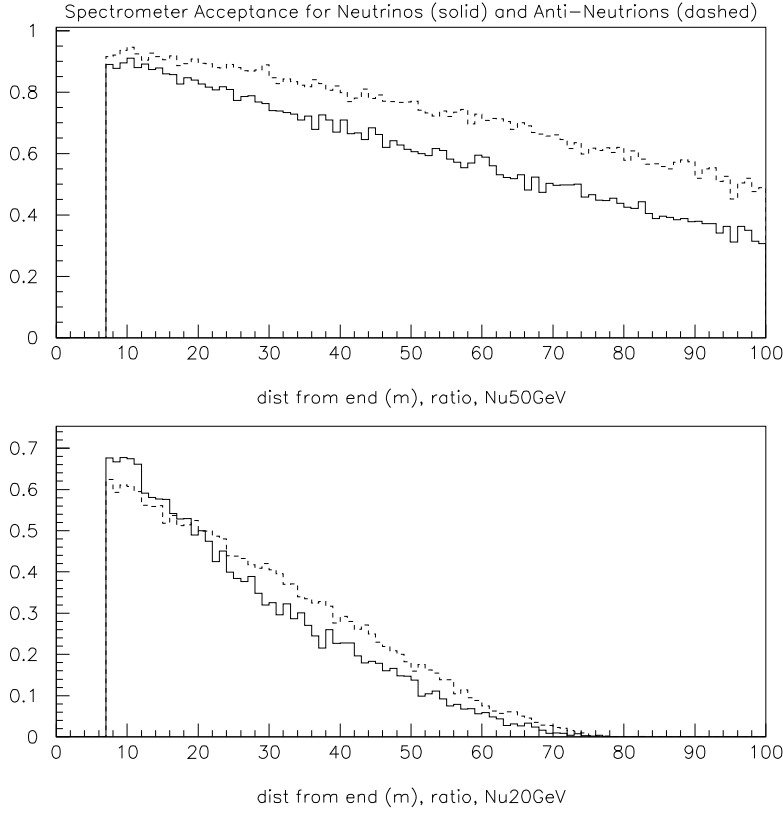 Spectrometer Acceptance for Neutrinos (solid) and Anti-Neutrions (dashed)
1
0.8
0.6
0.4
0.2
0
0 10 20 30 40 50 60 70 80 90 100
dist from end (m), ratio, Nu50GeV
0.7
0.6
0.5
0.4
0.3
0.2
0.1
0
0 10 20 30 40 50 60 70 80 90 100
dist from end (m), ratio, Nu20GeV